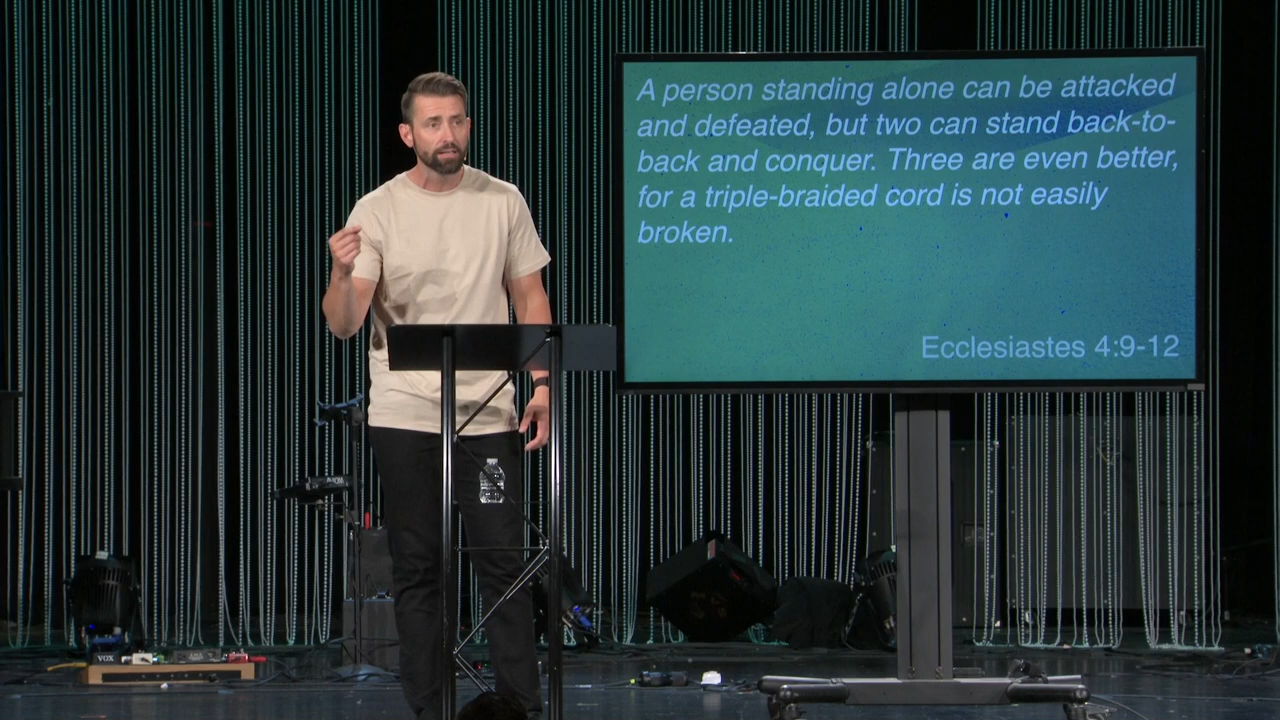 A person standing alone can be attacked
and defeated, but two can stand back-to-
back and conquer. Three are even better,
for a triple-braided cord is not easily
broken.
Ecclesiastes 4:9-12
VOX